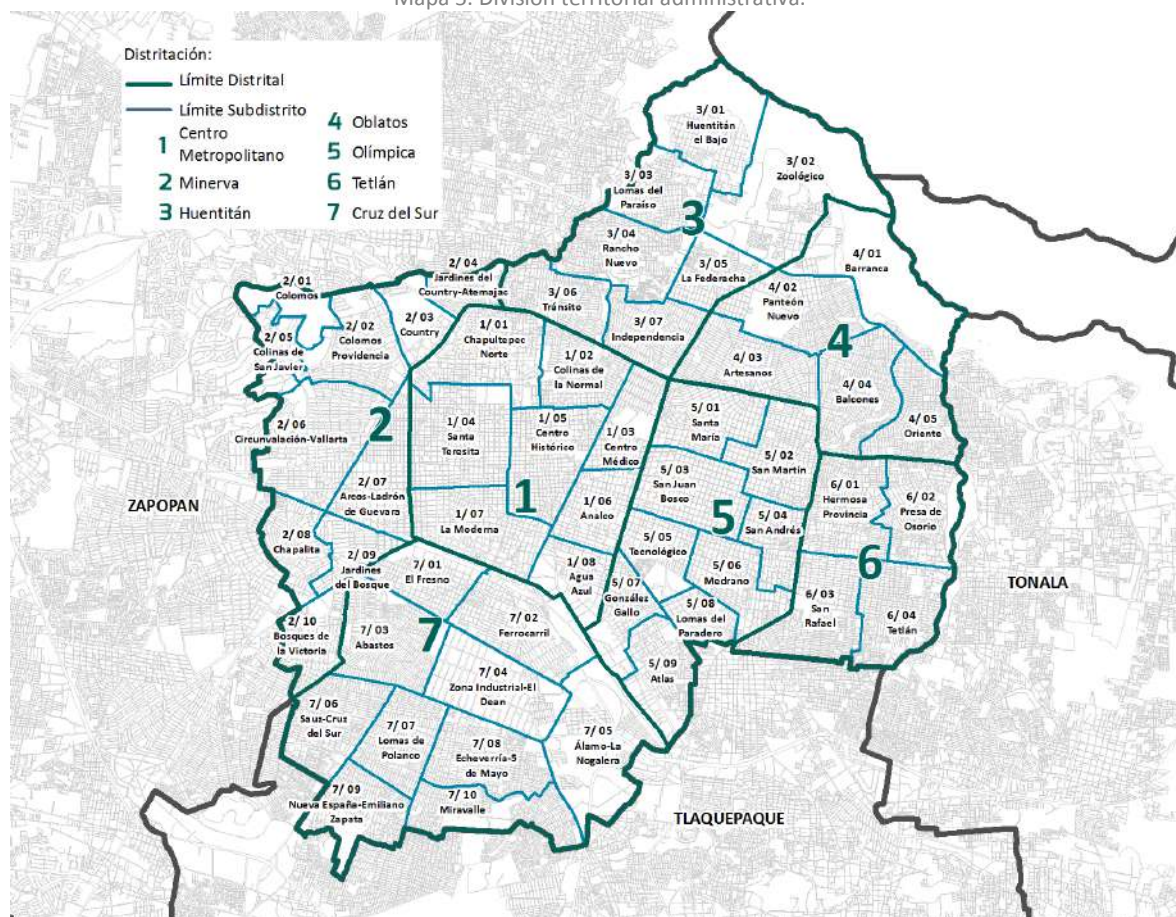 Mapa 3. División territorial administrativa.
Distritación:
Límite Distrital
Límite Subdistrito
1 Centro
Metropolitano
2 Minerva
3 Huentitán
4 Oblatos
5 Olímpica
6 Tetlán
7 Cruz del Sur
3/ 01
Huentitán
el Bajo
3/ 02
Zoológico
3/ 03
Lomas del
Paraíso
3
3/ 04
Rancho
Nuevo
3/ 05
La Federacha
3/ 06
Tránsito
3/ 07
Independencia
4/ 01
Barranca
4/ 02
Panteón
Nuevo
4
4/ 03
Artesanos
4/ 04
Balcones
4/ 05
Oriente
2/ 01
Colomos
2/ 04
Jardines del
Country-Atemajac
2/ 05
Colinas de
San Javier
2/ 02
Colomos
Providencia
2/ 03
Country
2/ 06
Circunvalación-Vallarta
2
2/ 07
Arcos-Ladrón
de Guevara
2/ 08
Chapalita
2/ 09
Jardines
del Bosque
2/ 10
Bosques de
la Victoria
1/ 01
Chapultepec
Norte
1/ 02
Colinas de
la Normal
1/ 04
Santa
Teresita
1/ 05
Centro
Histórico
1/ 03
Centro
Médico
1
1/ 06
Analco
1/ 07
La Moderna
1/ 08
Agua
Azul
5/ 01
Santa
María
5/ 02
San Martín
5/ 03
San Juan
Bosco
5
5/ 04
San Andrés
5/ 05
Tecnológico
5/ 06
Medrano
5/ 07
González
Gallo
5/ 08
Lomas del
Paradero
5/ 09
Atlas
6/ 01
Hermosa
Provincia
6/ 02
Presa de
Osorio
6
6/ 03
San
Rafael
6/ 04
Tetlán
7/ 01
El Fresno
7/ 02
Ferrocarril
7/ 03
Abastos
7
7/ 04
Zona Industrial-El
Dean
7/ 05
Álamo-La
Nogalera
7/ 06
Sauz-Cruz
del Sur
7/ 07
Lomas de
Polanco
7/ 08
Echeverría-5
de Mayo
7/ 09
Nueva España-Emiliano
Zapata
7/ 10
Miravalle
ZAPOPAN
TONALA
TLAQUEPAQUE